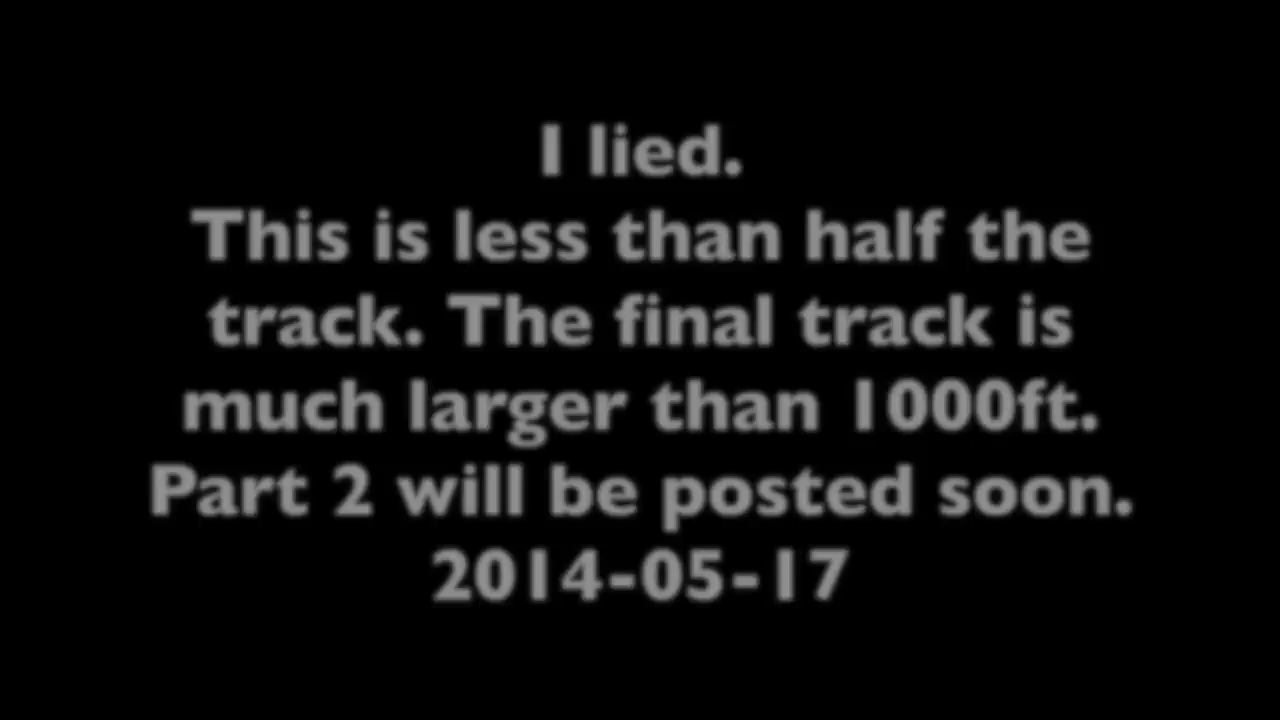 I lied.
This is less than half the
track. The final track is
much larger than 1000ft.
Part 2 will be posted soon.
2014-05-17